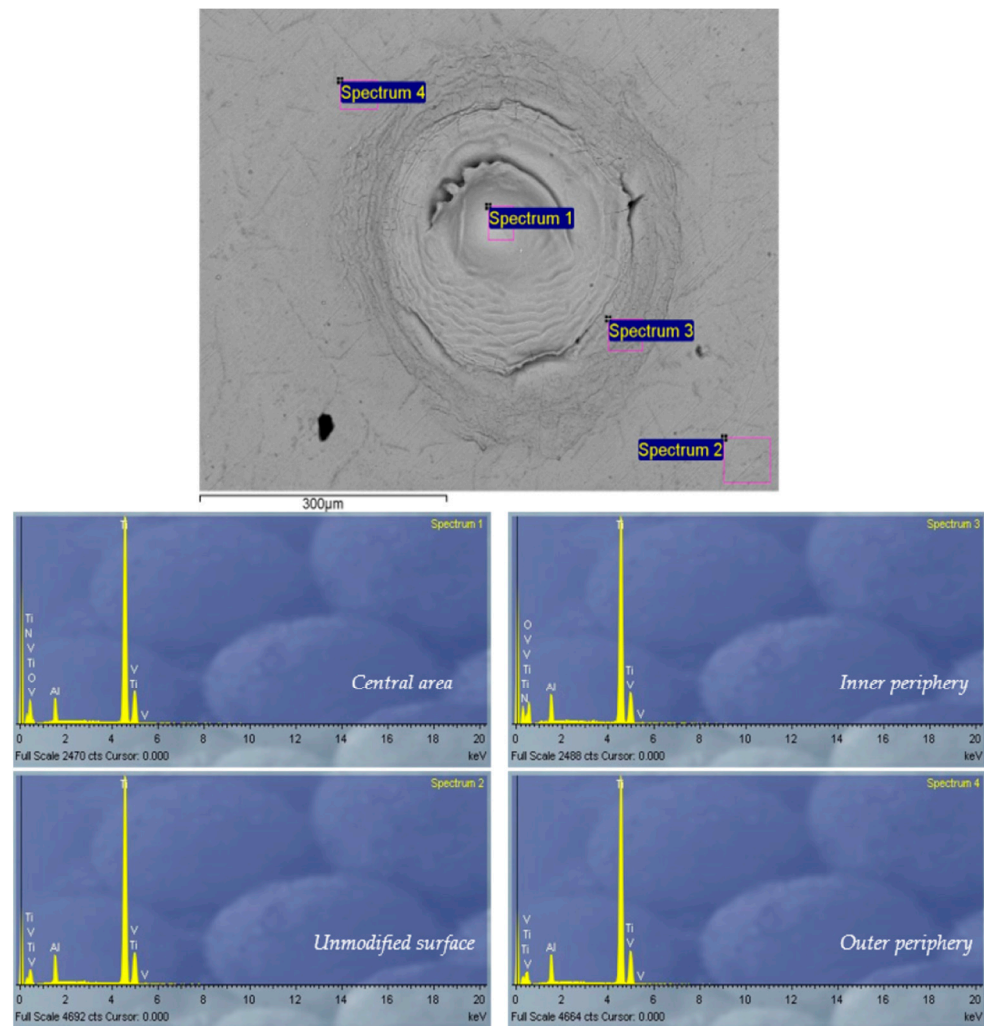 Spectrum 4
Spectrum 1
Spectrum 3
Spectrum 2
300µm
Spectrum 1
Ti
Ti
N
V
Ti
O
V
Al
V
Ti
V
Central area
0 2 4 6 8 10 12 14 16 18 20
Full Scale 2470 cts Cursor: 0.000 keV
Spectrum 3
Ti
O
V
V
Ti
Ti
N
Al
Ti
V
V
Inner periphery
0 2 4 6 8 10 12 14 16 18 20
Full Scale 2488 cts Cursor: 0.000 keV
Spectrum 2
Ti
Ti
V
Ti
V
Al
V
Ti
V
Unmodified surface
0 2 4 6 8 10 12 14 16 18 20
Full Scale 4692 cts Cursor: 0.000 keV
Spectrum 4
Ti
V
Ti
Ti
V
Al
Ti
V
V
Outer periphery
0 2 4 6 8 10 12 14 16 18 20
Full Scale 4664 cts Cursor: 0.000 keV